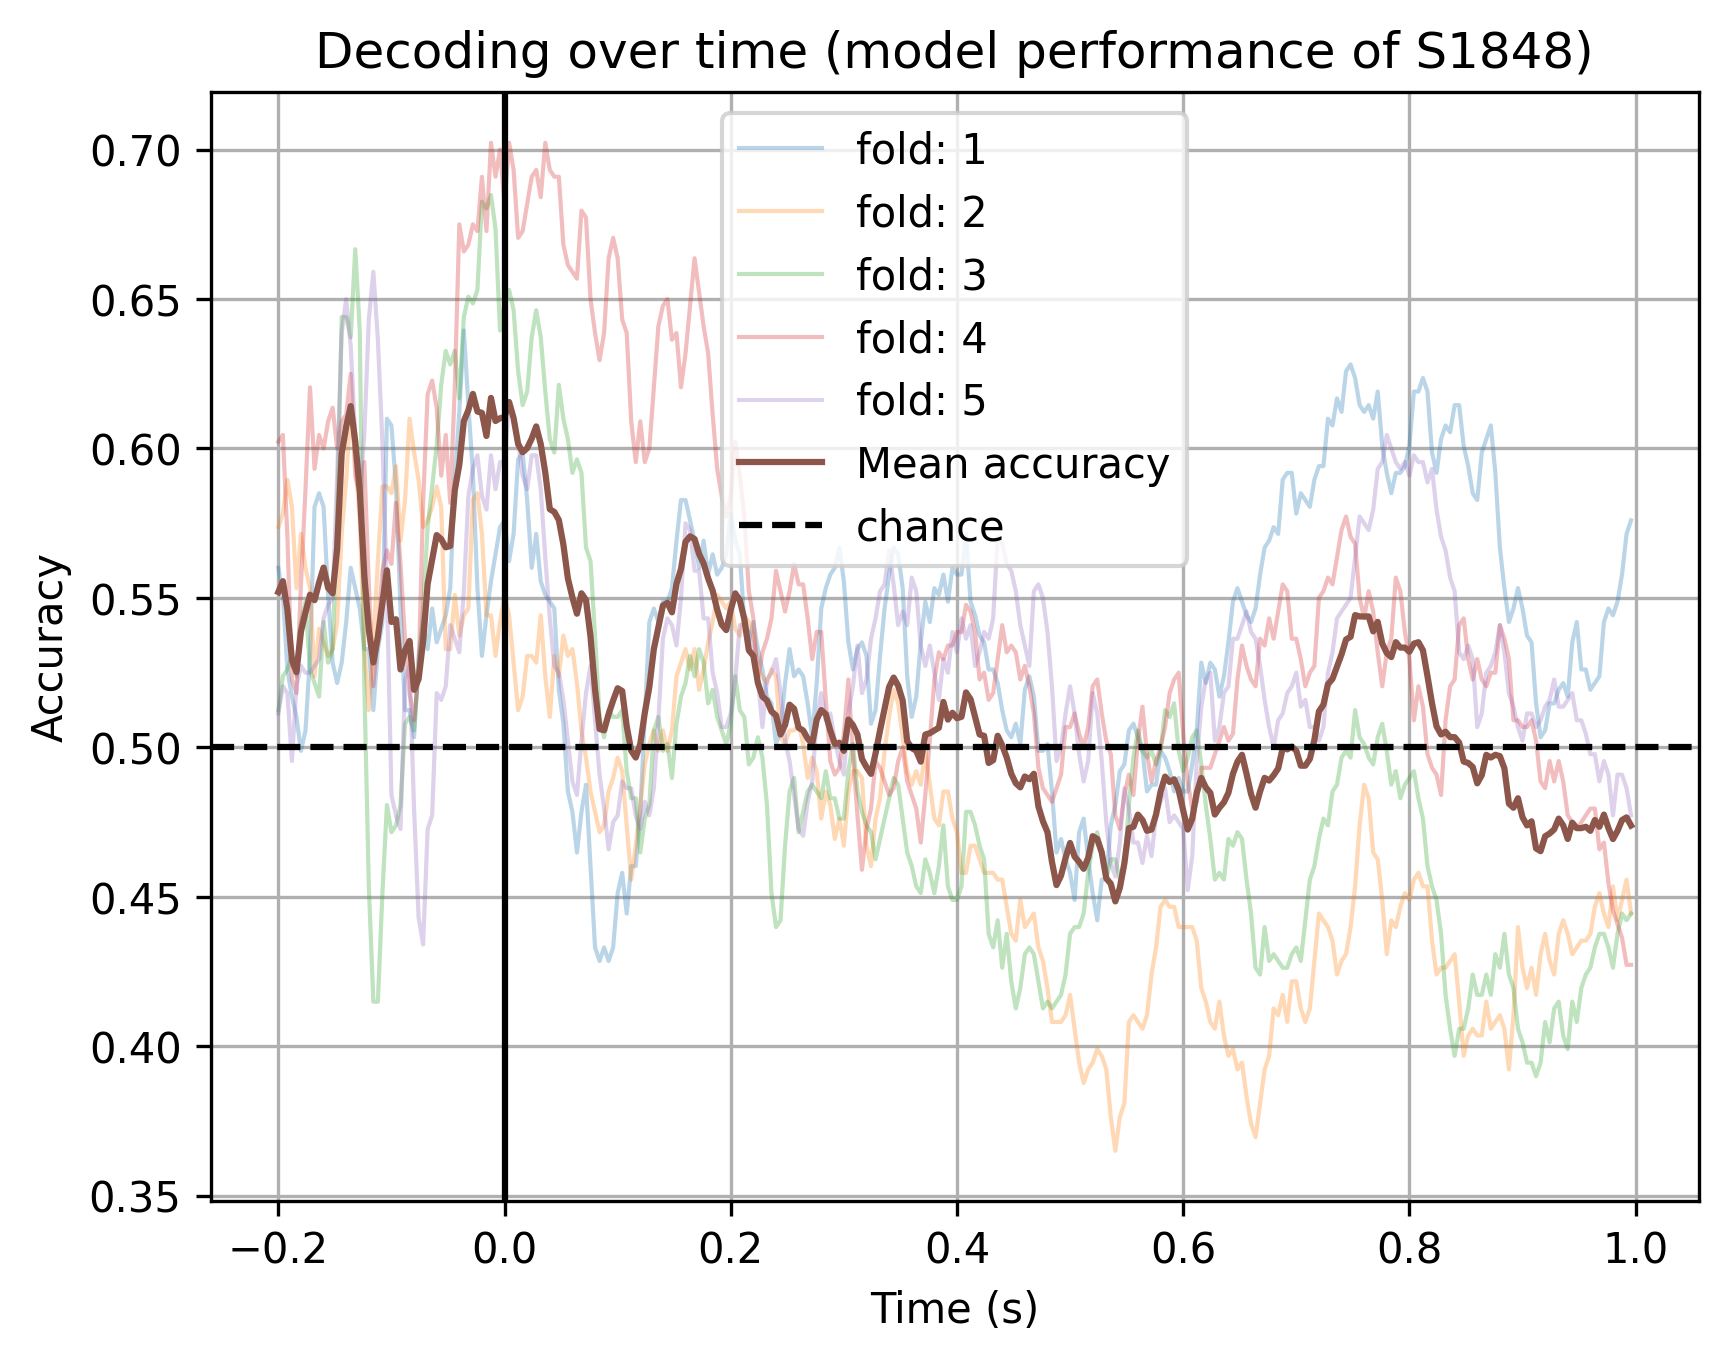 Decoding over time (model performance of S1848)
Accuracy
0.70
0.65
0.60
0.55
0.50
0.45
0.40
0.35
fold: 1
fold: 2
fold: 3
fold: 4
fold: 5
Mean accuracy
chance
−0.2 0.0 0.2 0.4 0.6 0.8 1.0
Time (s)